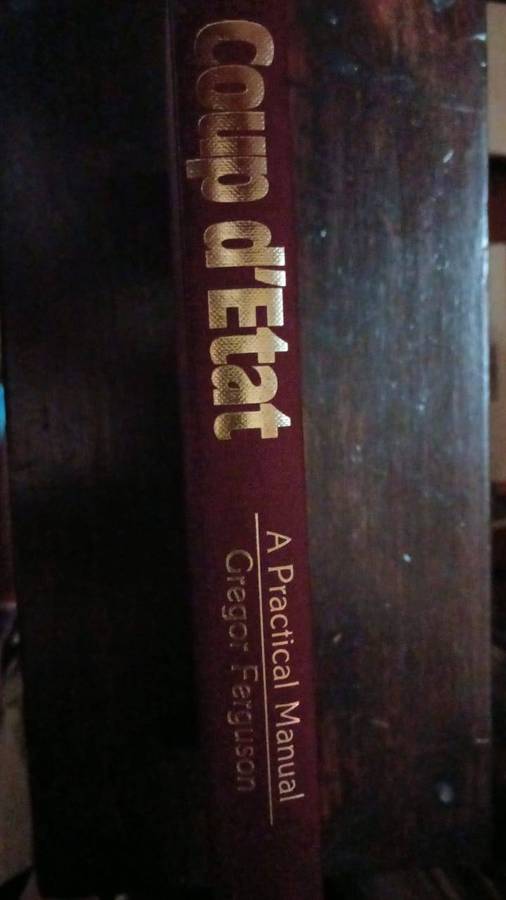 Coup d'Etat
A Practical Manual
Gregor Ferguson